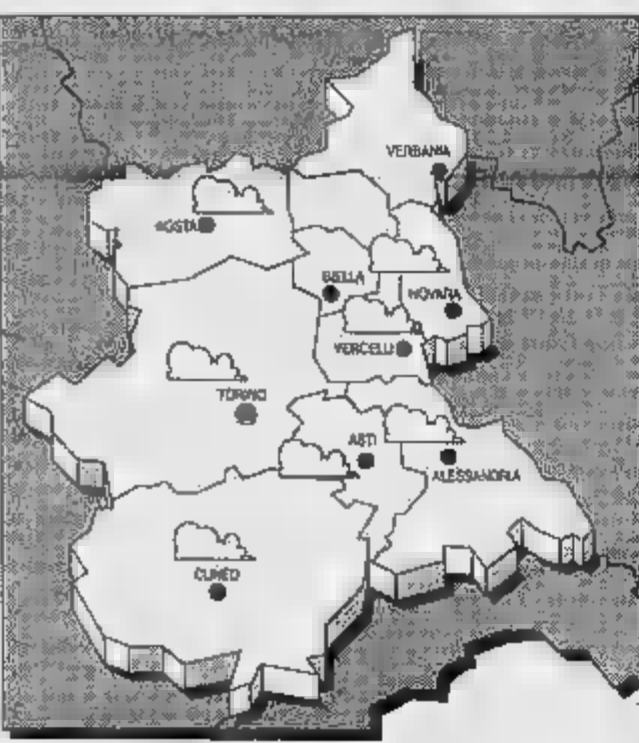 VERBANIA
AOSTA
BIELLA
NOVARA
VERCELLI
TORINO
ASTI
ALESSANDRIA
CUNEO